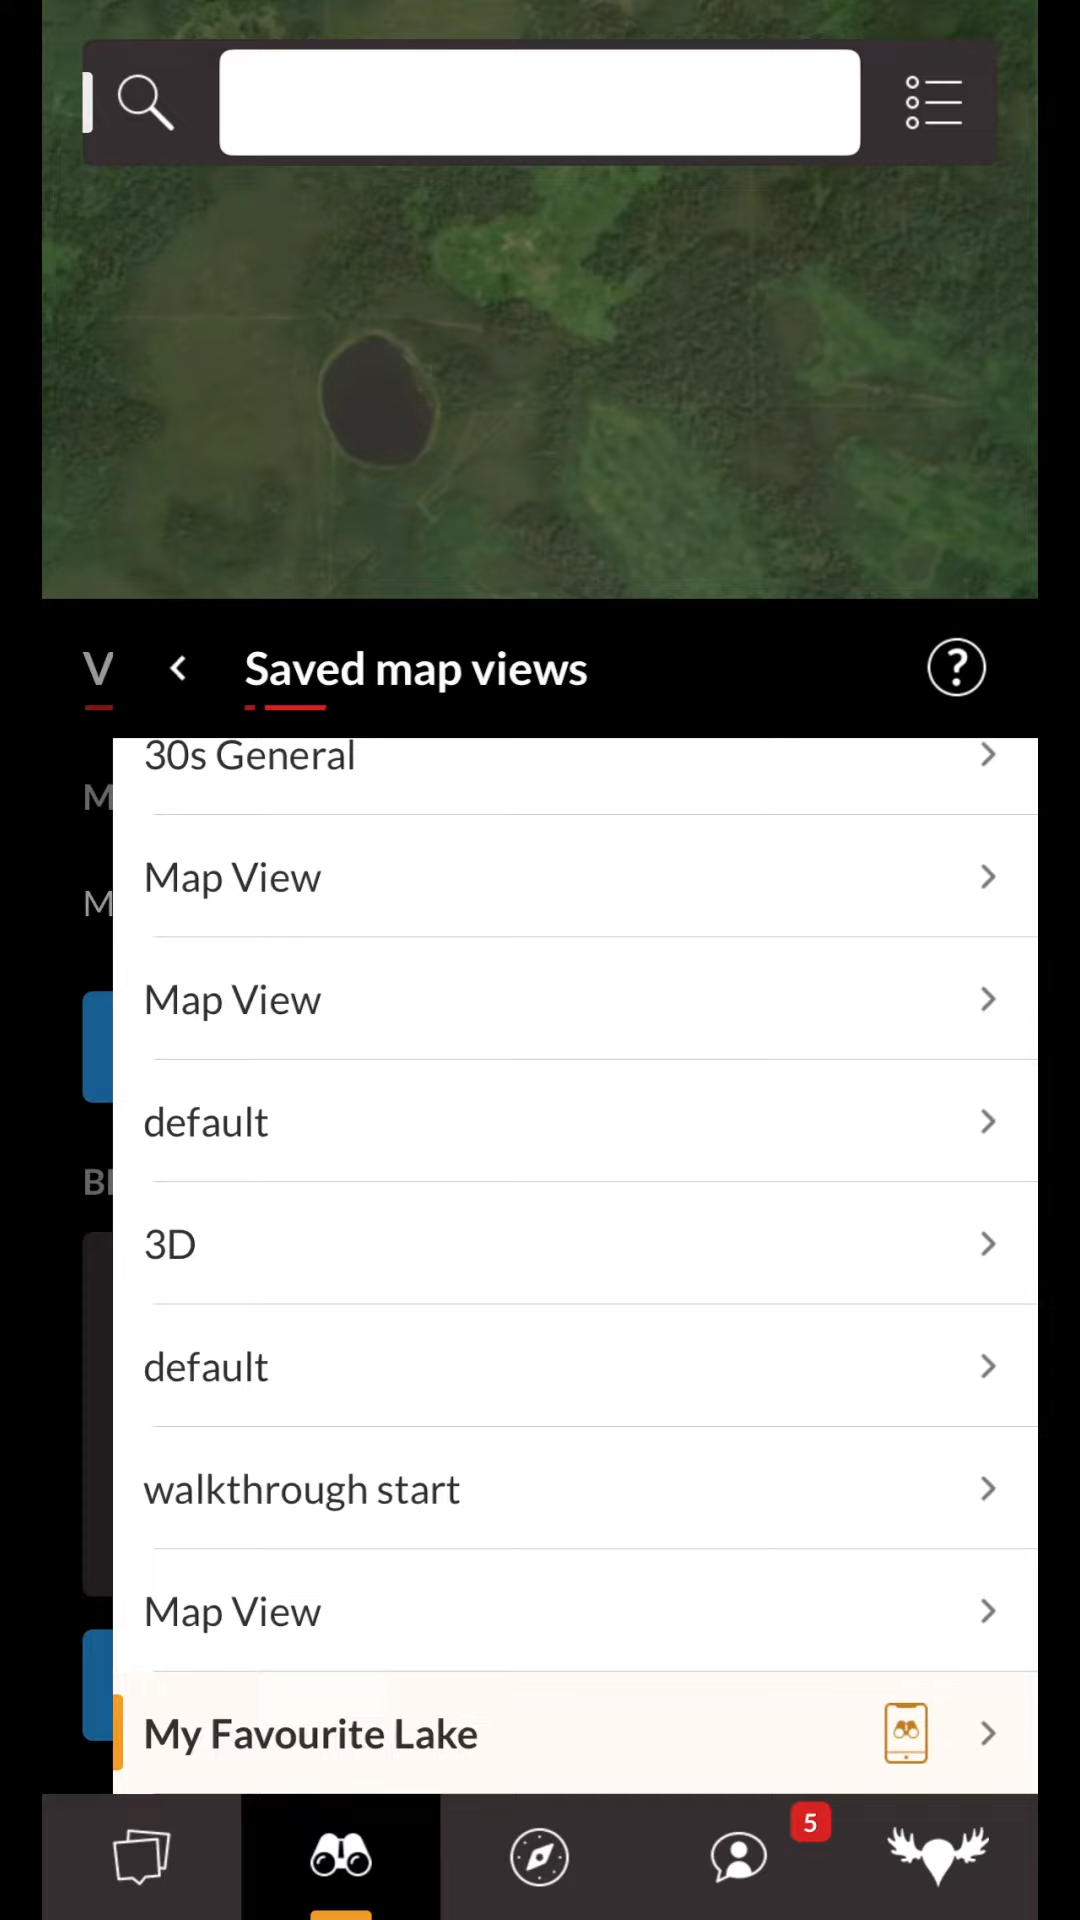 V
Saved map views
?
30s General
M
Map View
M
Map View
default
Bl
3D
default
walkthrough start
Map View
My Favourite Lake
5